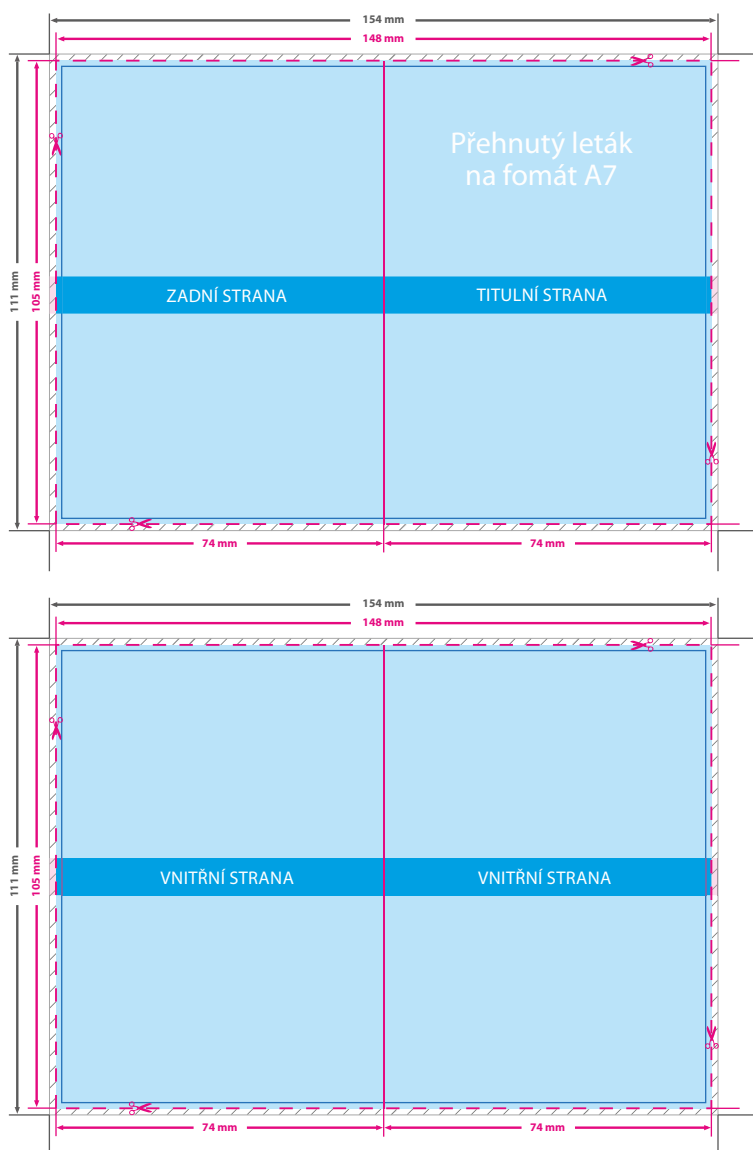 154 mm
148 mm
Přehnutý leták
na fomát A7
111 mm
105 mm
ZADNÍ STRANA
TITULNÍ STRANA
74 mm
74 mm
154 mm
148 mm
111 mm
105 mm
VNITŘNÍ STRANA
VNITŘNÍ STRANA
74 mm
74 mm